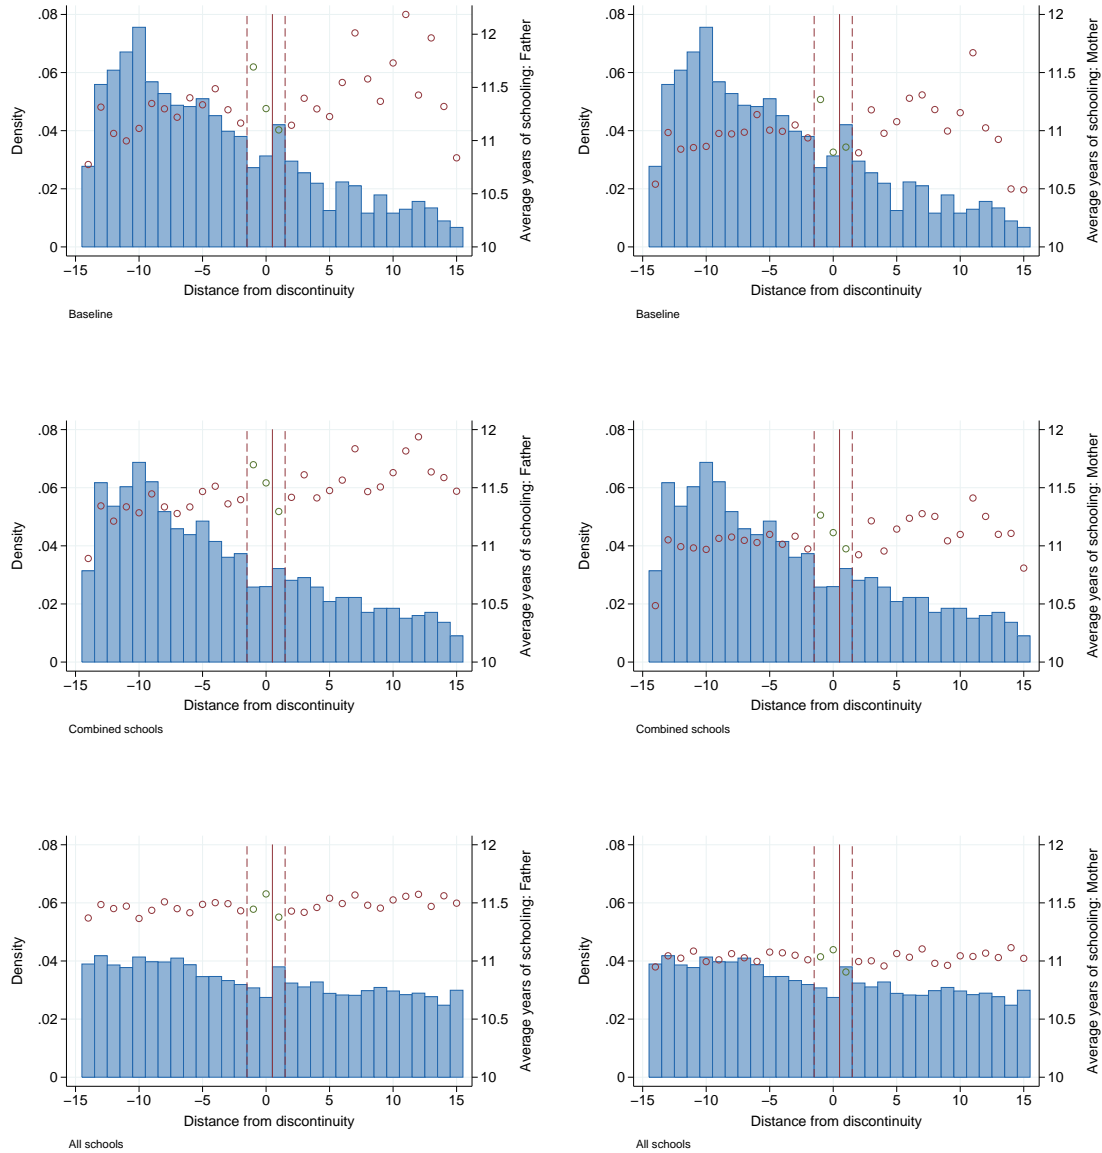 .08
.06
.04
.02
0
Density
12
11.5
11
10.5
10
Average years of schooling: Father
−15 −10 −5 0 5 10 15
Distance from discontinuity
Baseline
.08
.06
.04
.02
0
Density
12
11.5
11
10.5
10
Average years of schooling: Mother
−15 −10 −5 0 5 10 15
Distance from discontinuity
Baseline
.08
.06
.04
.02
0
Density
12
11.5
11
10.5
10
Average years of schooling: Father
−15 −10 −5 0 5 10 15
Distance from discontinuity
Combined schools
.08
.06
.04
.02
0
Density
12
11.5
11
10.5
10
Average years of schooling: Mother
−15 −10 −5 0 5 10 15
Distance from discontinuity
Combined schools
.08
.06
.04
.02
0
Density
12
11.5
11
10.5
10
Average years of schooling: Father
−15 −10 −5 0 5 10 15
Distance from discontinuity
All schools
.08
.06
.04
.02
0
Density
12
11.5
11
10.5
10
Average years of schooling: Mother
−15 −10 −5 0 5 10 15
Distance from discontinuity
All schools